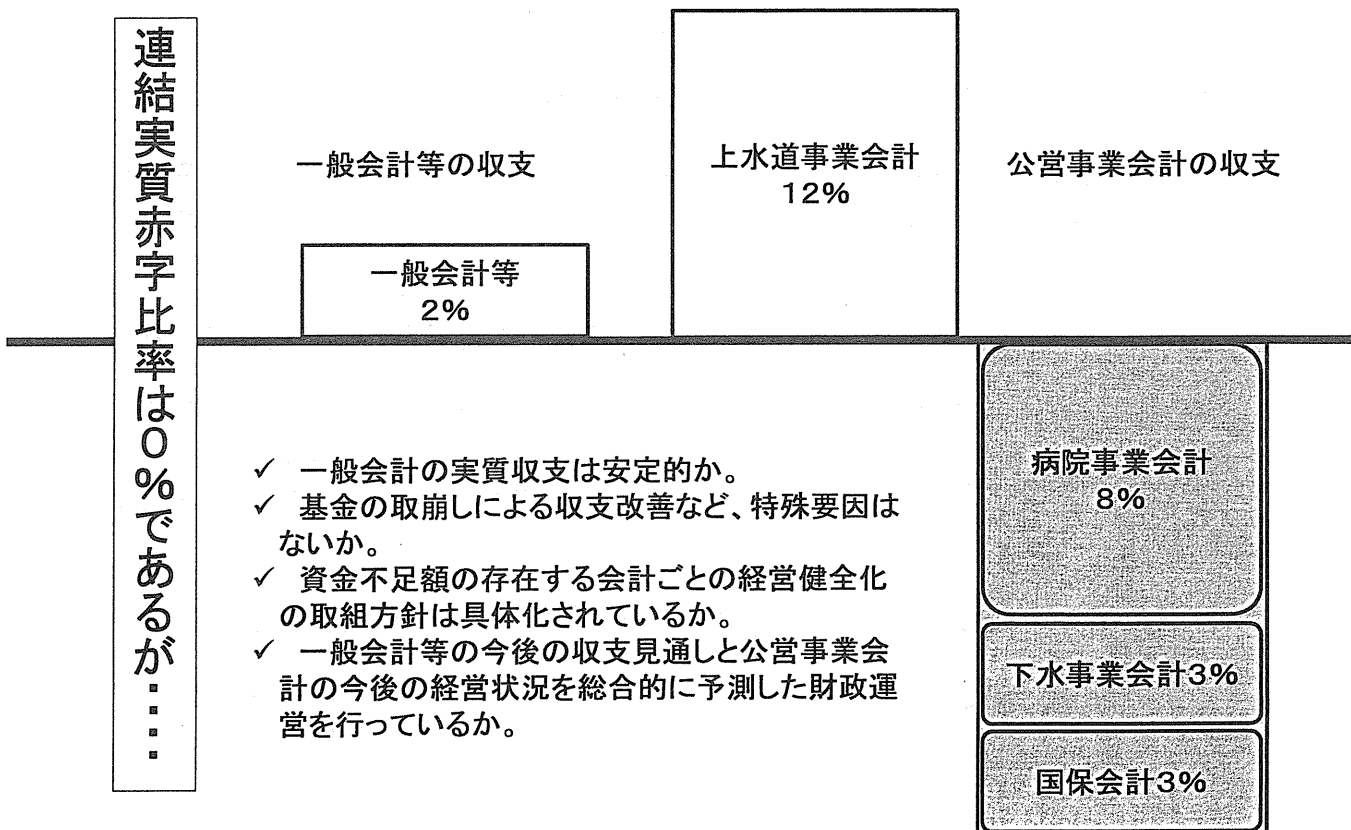 連結実質赤字比率は0%であるが・・・・
一般会計等の収支
一般会計等
2%
上水道事業会計
12%
公営事業会計の収支
病院事業会計
8%
下水事業会計3%
国保会計3%
✓ 一般会計の実質収支は安定的か。
✓ 基金の取崩しによる収支改善など、特殊要因は
ないか。
✓ 資金不足額の存在する会計ごとの経営健全化
の取組方針は具体化されているか。
✓ 一般会計等の今後の収支見通しと公営事業会
計の今後の経営状況を総合的に予測した財政運
営を行っているか。